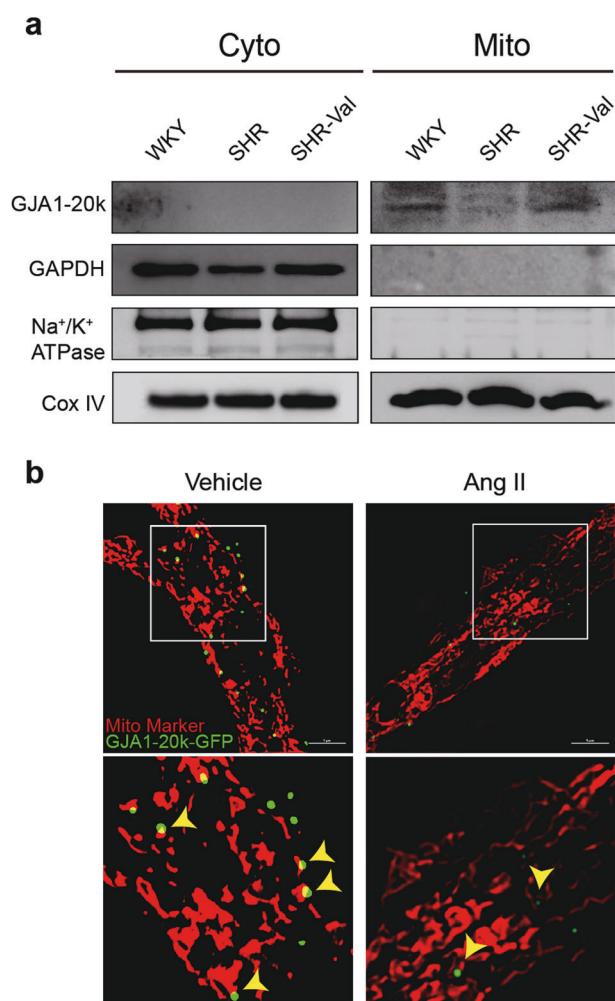 a
Cyto
Mito
WKY
SHR
SHR-Val
WKY
SHR
SHR-Val
GJA1-20k
GAPDH
Na⁺/K⁺
ATPase
Cox IV
b
Vehicle
Ang II
Mito Marker
GJA1-20k-GFP